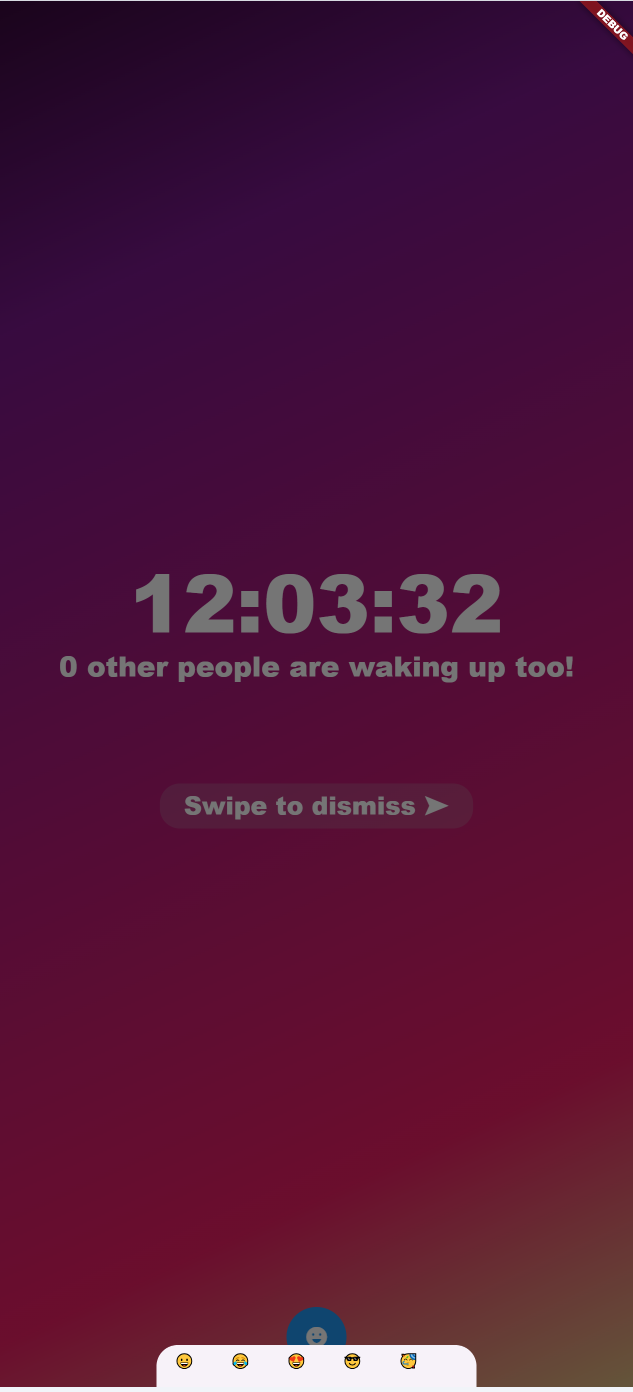 DEBUG
12:03:32
0 other people are waking up too!
Swipe to dismiss ➤
😀 😂 😍 😎 🥳